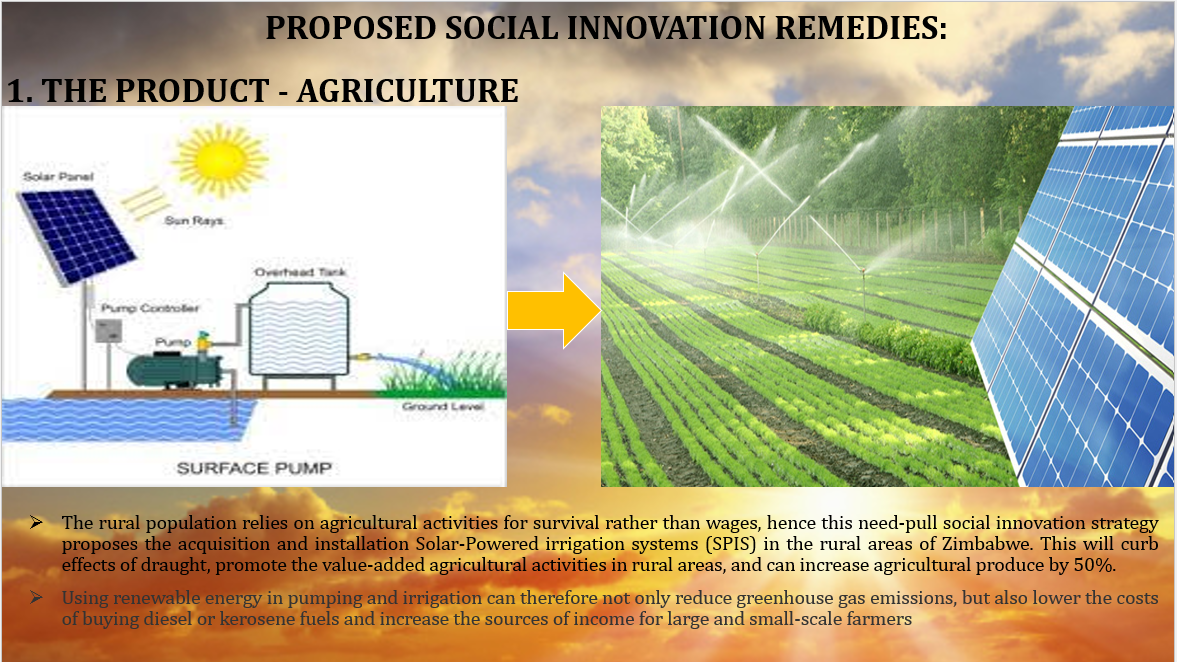 PROPOSED SOCIAL INNOVATION REMEDIES:
1. THE PRODUCT - AGRICULTURE
Solar Panel
Sun Rays
Overhead Tank
Pump Controller
Pump
Ground Level
SURFACE PUMP
➢ The rural population relies on agricultural activities for survival rather than wages, hence this need-pull social innovation strategy
proposes the acquisition and installation Solar-Powered irrigation systems (SPIS) in the rural areas of Zimbabwe. This will curb
effects of draught, promote the value-added agricultural activities in rural areas, and can increase agricultural produce by 50%.
➢ Using renewable energy in pumping and irrigation can therefore not only reduce greenhouse gas emissions, but also lower the costs
of buying diesel or kerosene fuels and increase the sources of income for large and small-scale farmers